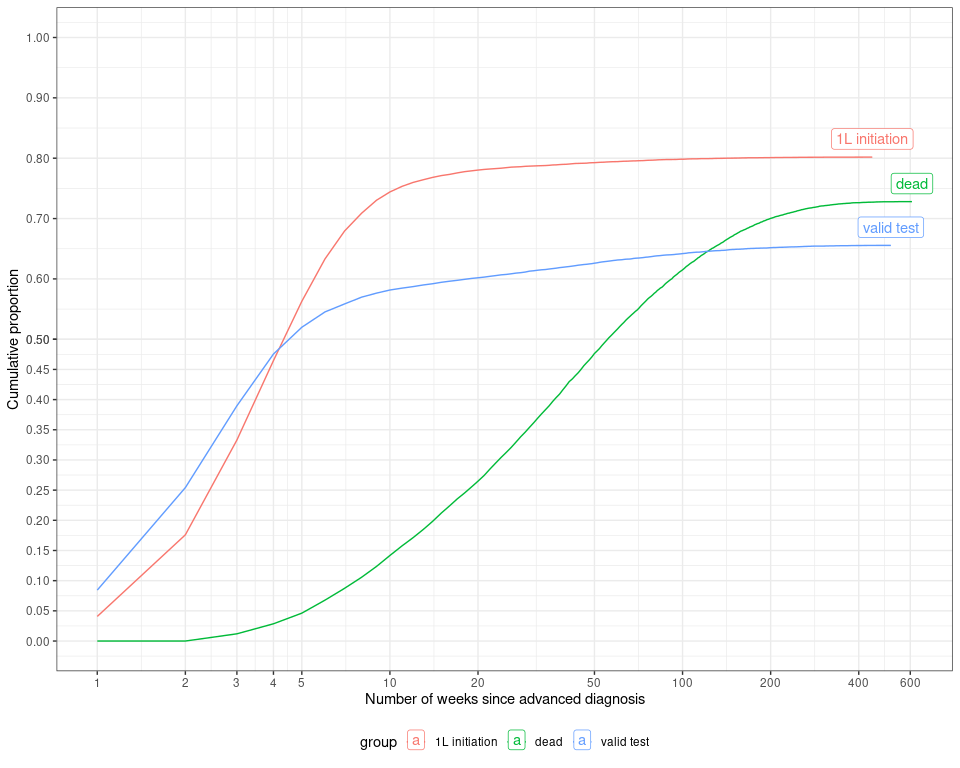 1.00
0.90
0.80
0.70
0.60
0.50
0.45
0.40
0.35
0.30
0.25
0.20
0.15
0.10
0.05
0.00
Cumulative proportion
1L initiation
dead
valid test
1 2 3 4 5 10 20 50 100 200 400 600
Number of weeks since advanced diagnosis
group a 1L initiation a dead a valid test